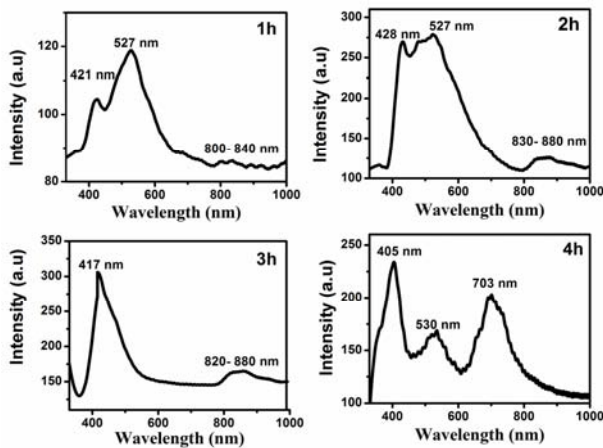 1h
527 nm
421 nm
800- 840 nm
120
100
80
Intensity (a.u)
400 600 800 1000
Wavelength (nm)
2h
428 nm 527 nm
830- 880 nm
300
250
200
150
100
Intensity (a.u)
400 600 800 1000
Wavelength (nm)
3h
417 nm
820- 880 nm
350
300
250
200
150
100
Intensity (a.u)
400 600 800 1000
Wavelength (nm)
4h
405 nm
703 nm
530 nm
250
200
150
100
Intensity (a.u)
400 600 800 1000
Wavelength (nm)